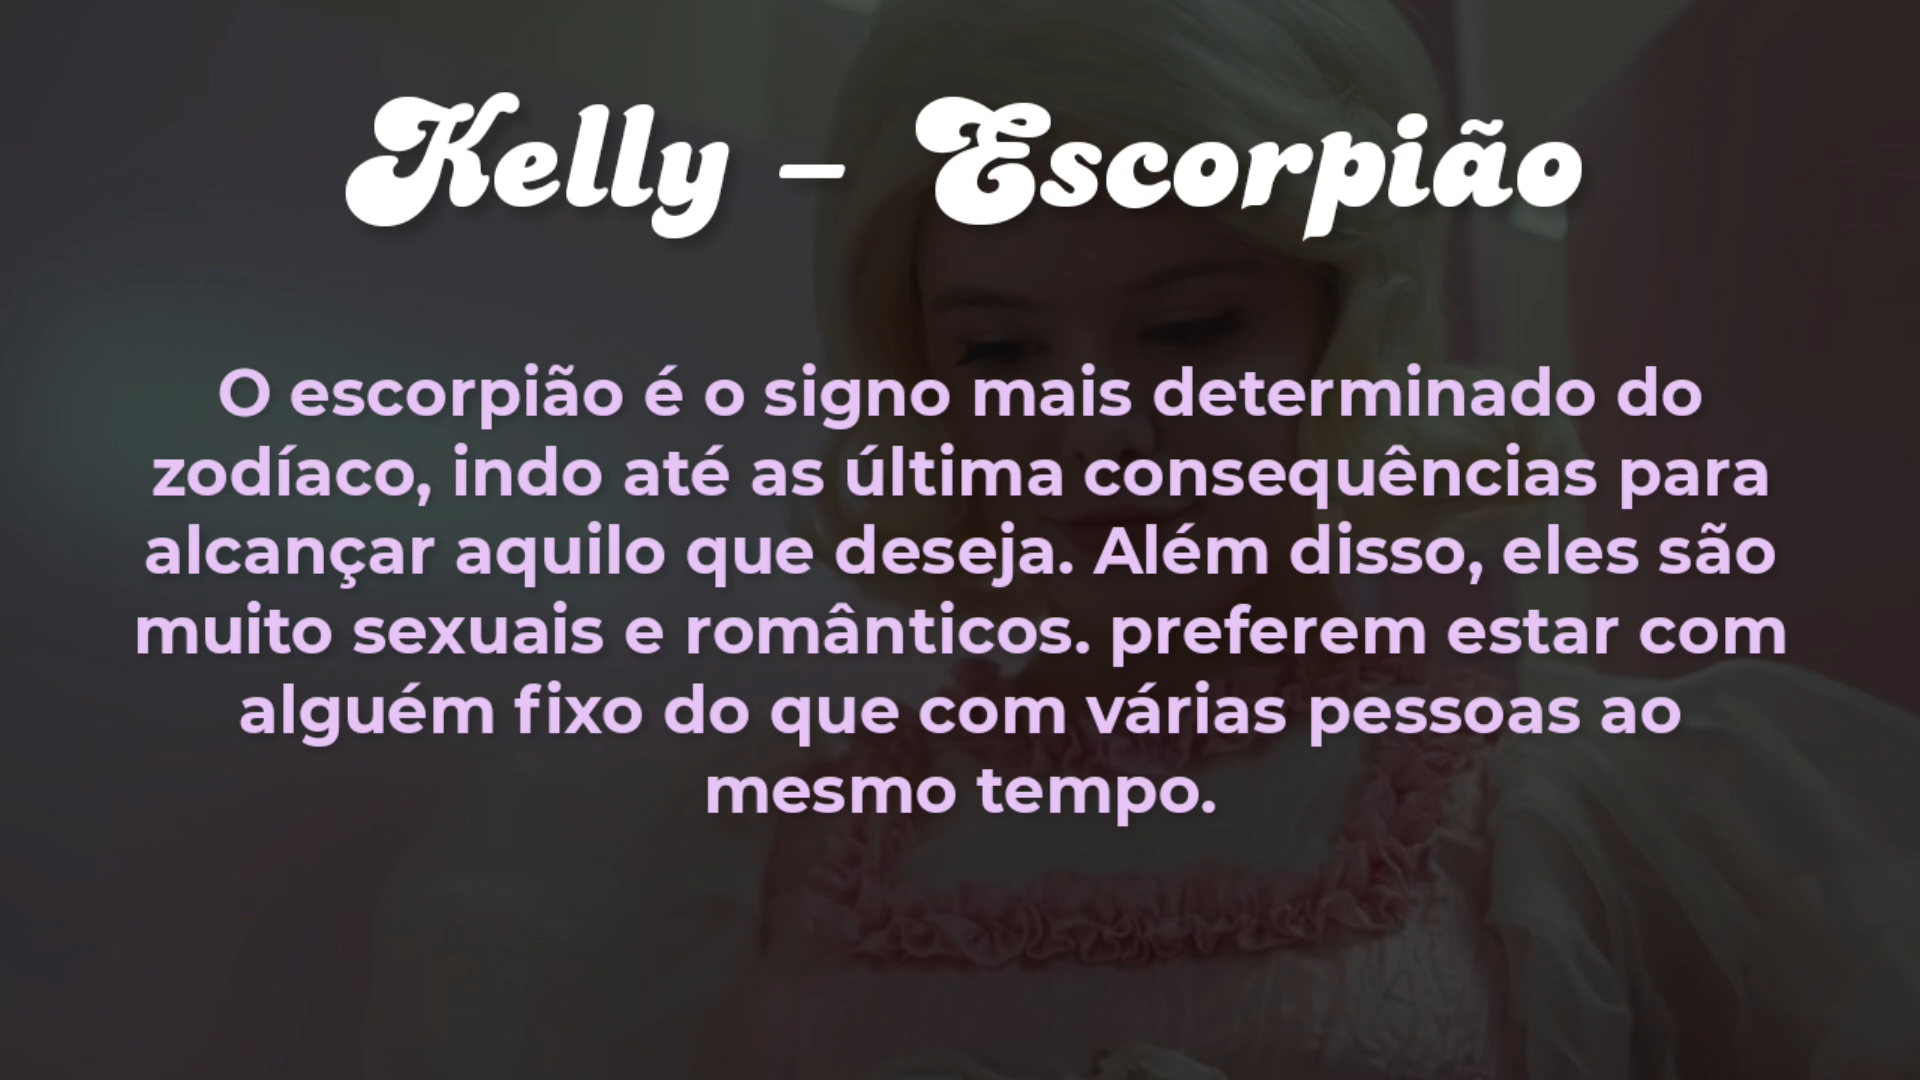 Kelly - Escorpião
O escorpião é o signo mais determinado do
zodíaco, indo até as última consequências para
alcançar aquilo que deseja. Além disso, eles são
muito sexuais e românticos. preferem estar com
alguém fixo do que com várias pessoas ao
mesmo tempo.